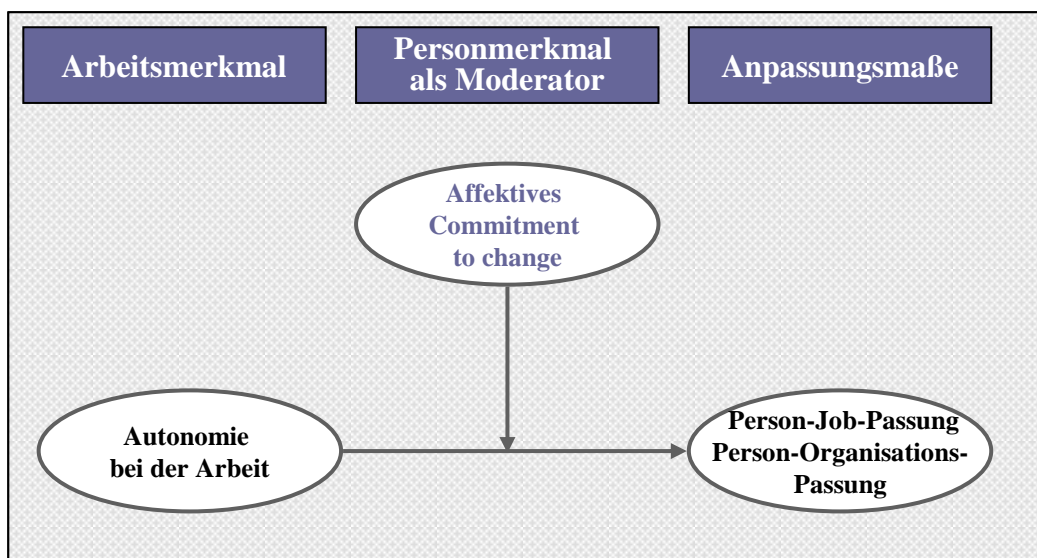 Arbeitsmerkmal
Personmerkmal
als Moderator
Anpassungsmaße
Affektives
Commitment
to change
Autonomie
bei der Arbeit
Person-Job-Passung
Person-Organisations-
Passung